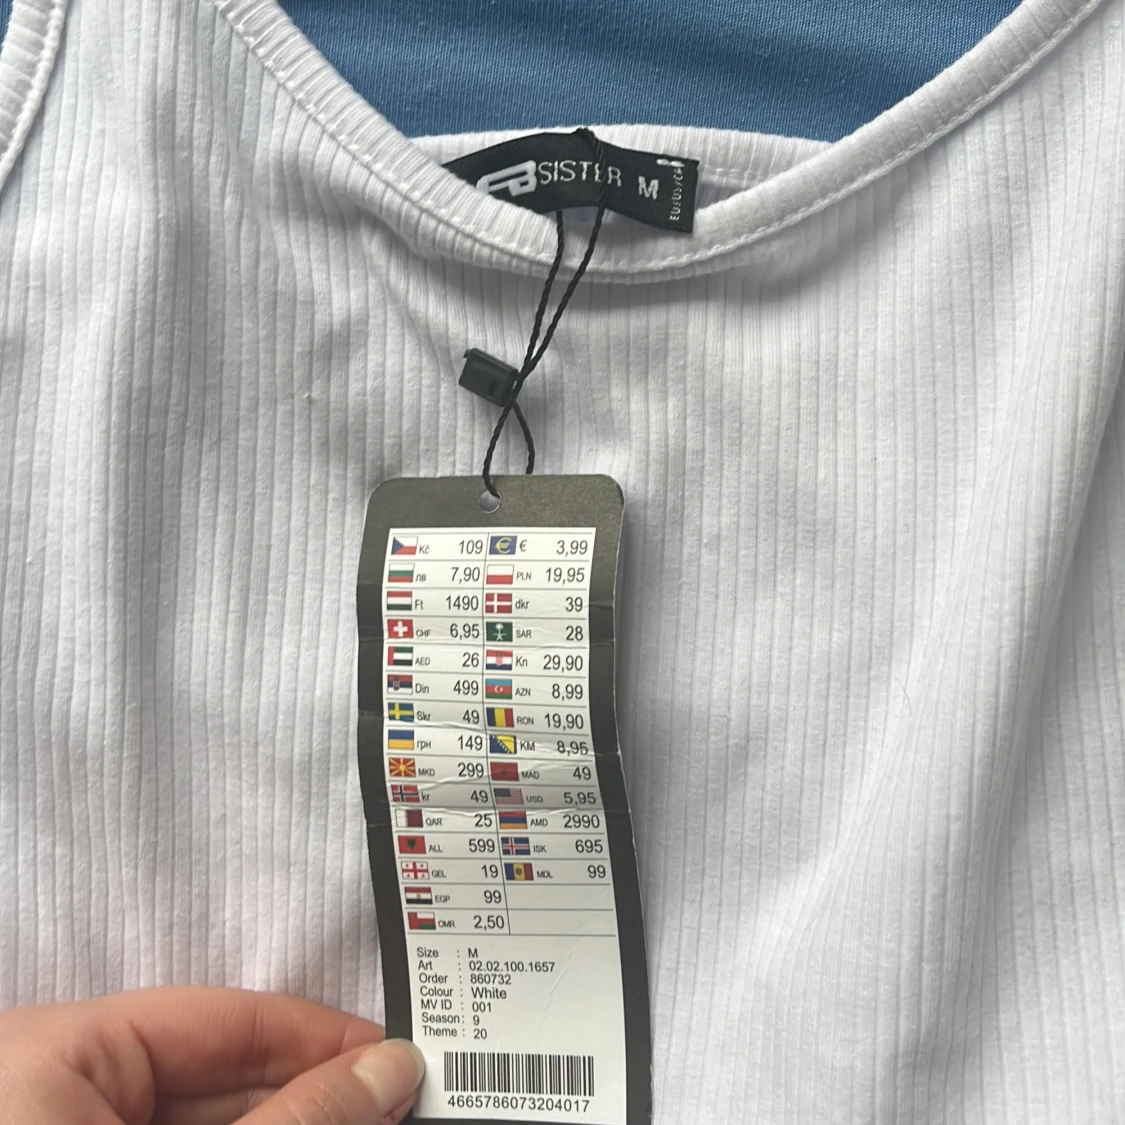 FB SISTER M
EU/US/CA
Kč 109 € € 3,99
лв 7,90 PLN 19,95
Ft 1490 dkr 39
CHF 6,95 SAR 28
AED 26 Kn 29,90
Din 499 AZN 8,99
Skr 49 RON 19,90
грн 149 KM 8,95
MKD 299 MAD 49
kr 49 USD 5,95
QAR 25 AMD 2990
ALL 599 ISK 695
GEL 19 MDL 99
EGP 99
OMR 2,50
Size : M
Art : 02.02.100.1657
Order : 860732
Colour : White
MV ID : 001
Season : 9
Theme : 20
4665786073204017